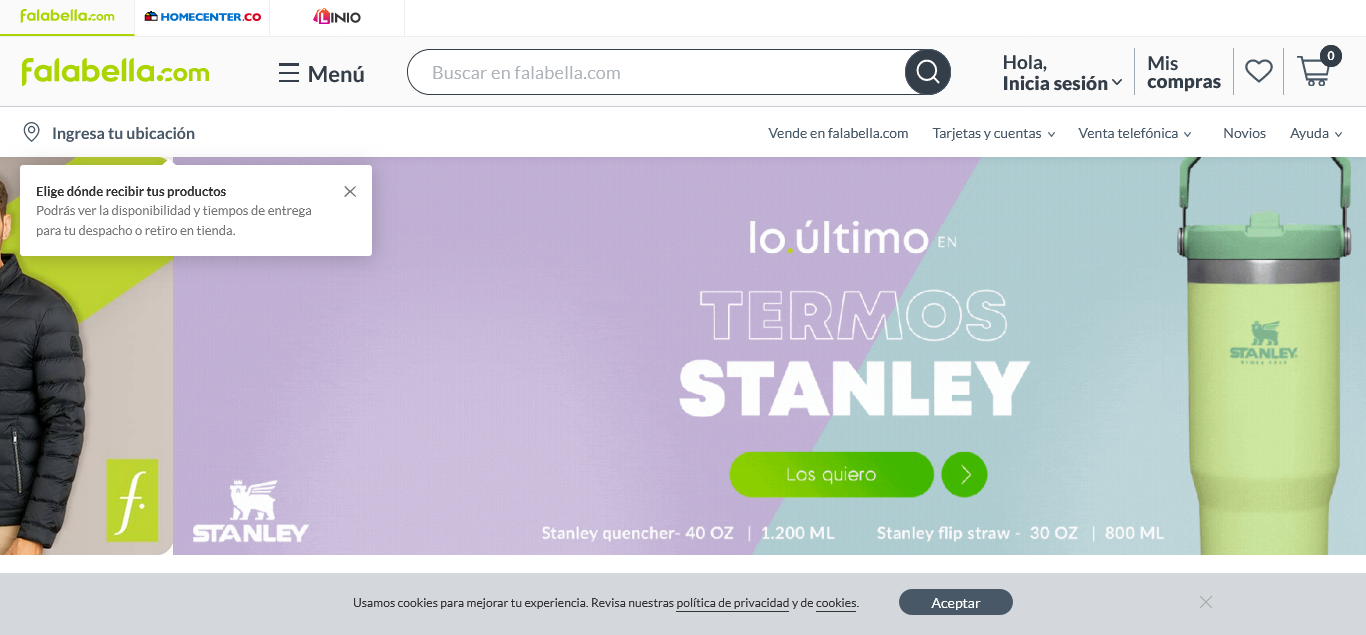 falabella.com
HOMECENTER.CO
LINIO
falabella.com
Menú
Buscar en falabella.com
Hola,
Inicia sesión
Mis
compras
0
Ingresa tu ubicación
Vende en falabella.com
Tarjetas y cuentas
Venta telefónica
Novios
Ayuda
Elige dónde recibir tus productos
Podrás ver la disponibilidad y tiempos de entrega
para tu despacho o retiro en tienda.
lo.último EN
TERMOS
STANLEY
STANLEY
Los quiero
f.
STANLEY
Stanley quencher- 40 OZ | 1.200 ML
Stanley flip straw - 30 OZ | 800 ML
Usamos cookies para mejorar tu experiencia. Revisa nuestras política de privacidad y de cookies.
Aceptar